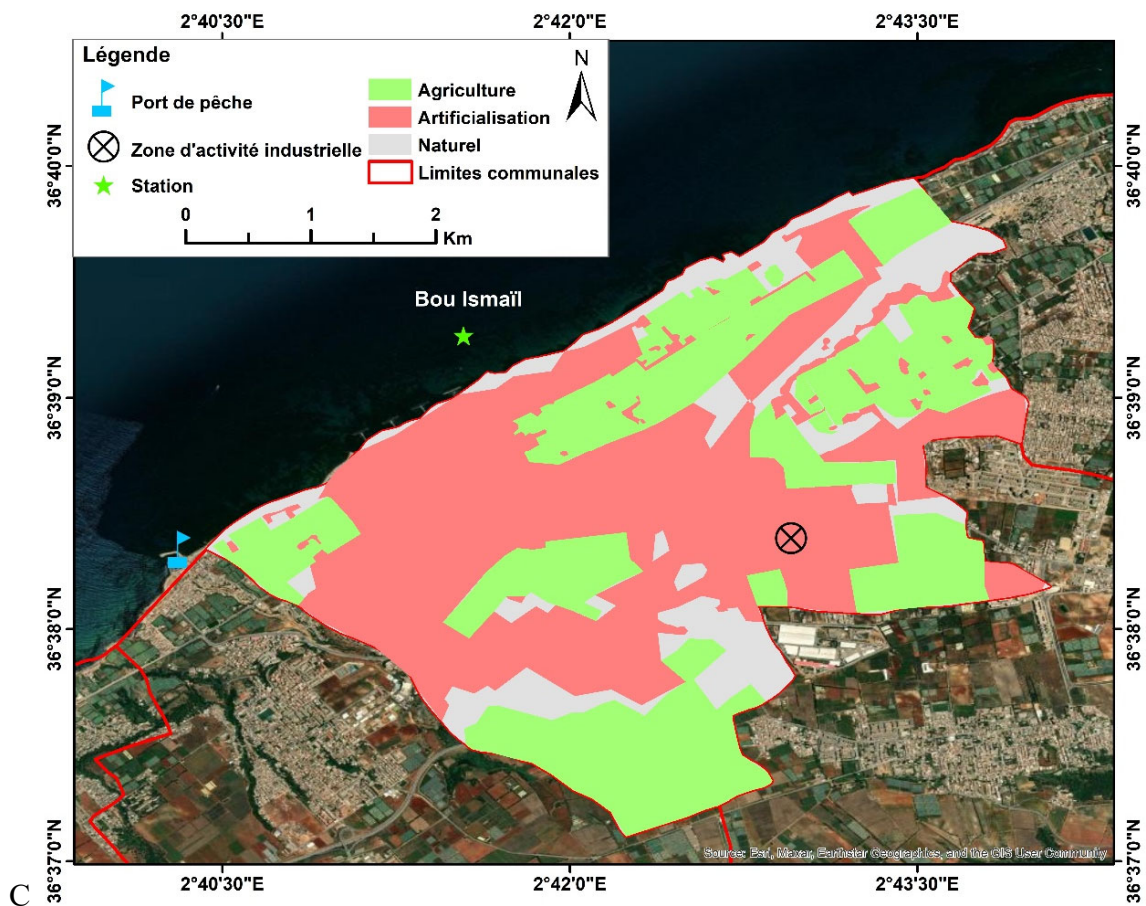 2°40'30"E 2°42'0"E 2°43'30"E
Légende
Port de pêche
Zone d'activité industrielle
Station
Agriculture
Artificialisation
Naturel
Limites communales
N
0 1 2
Km
36°40'0"N 36°40'0"N
Bou Ismaïl
36°39'0"N 36°39'0"N
36°38'0"N 36°38'0"N
36°37'0"N 36°37'0"N
Source: Esri, Maxar, Earthstar Geographics, and the GIS User Community
C
2°40'30"E 2°42'0"E 2°43'30"E